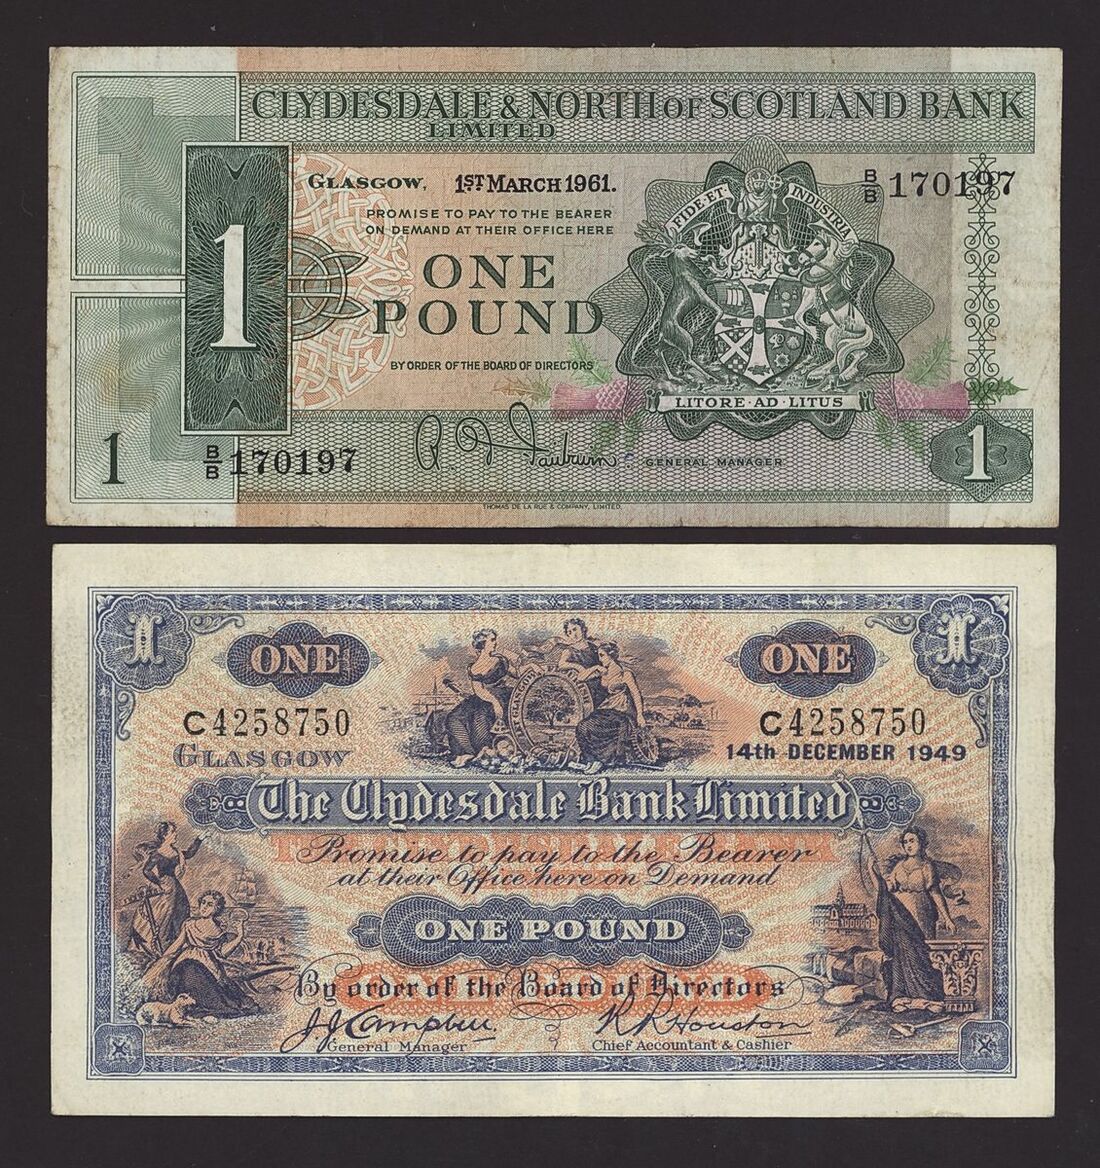 CLYDESDALE & NORTH OF SCOTLAND BANK
LIMITED
1
GLASGOW, 1ST MARCH 1961.
B/B 170197
PROMISE TO PAY TO THE BEARER
ON DEMAND AT THEIR OFFICE HERE
ONE
POUND
BY ORDER OF THE BOARD OF DIRECTORS
FIDE·ET INDUSTRIA
LITORE·AD·LITUS
1
B/B 170197
GENERAL MANAGER
1
THOMAS DE LA RUE & COMPANY, LIMITED.
1 ONE ONE 1
C4258750 C4258750
GLASGOW 14th DECEMBER 1949
The Clydesdale Bank Limited
Promise to pay to the Bearer
at their Office here on Demand
ONE POUND
By order of the Board of Directors
J J Campbell R R Houston
General Manager Chief Accountant & Cashier